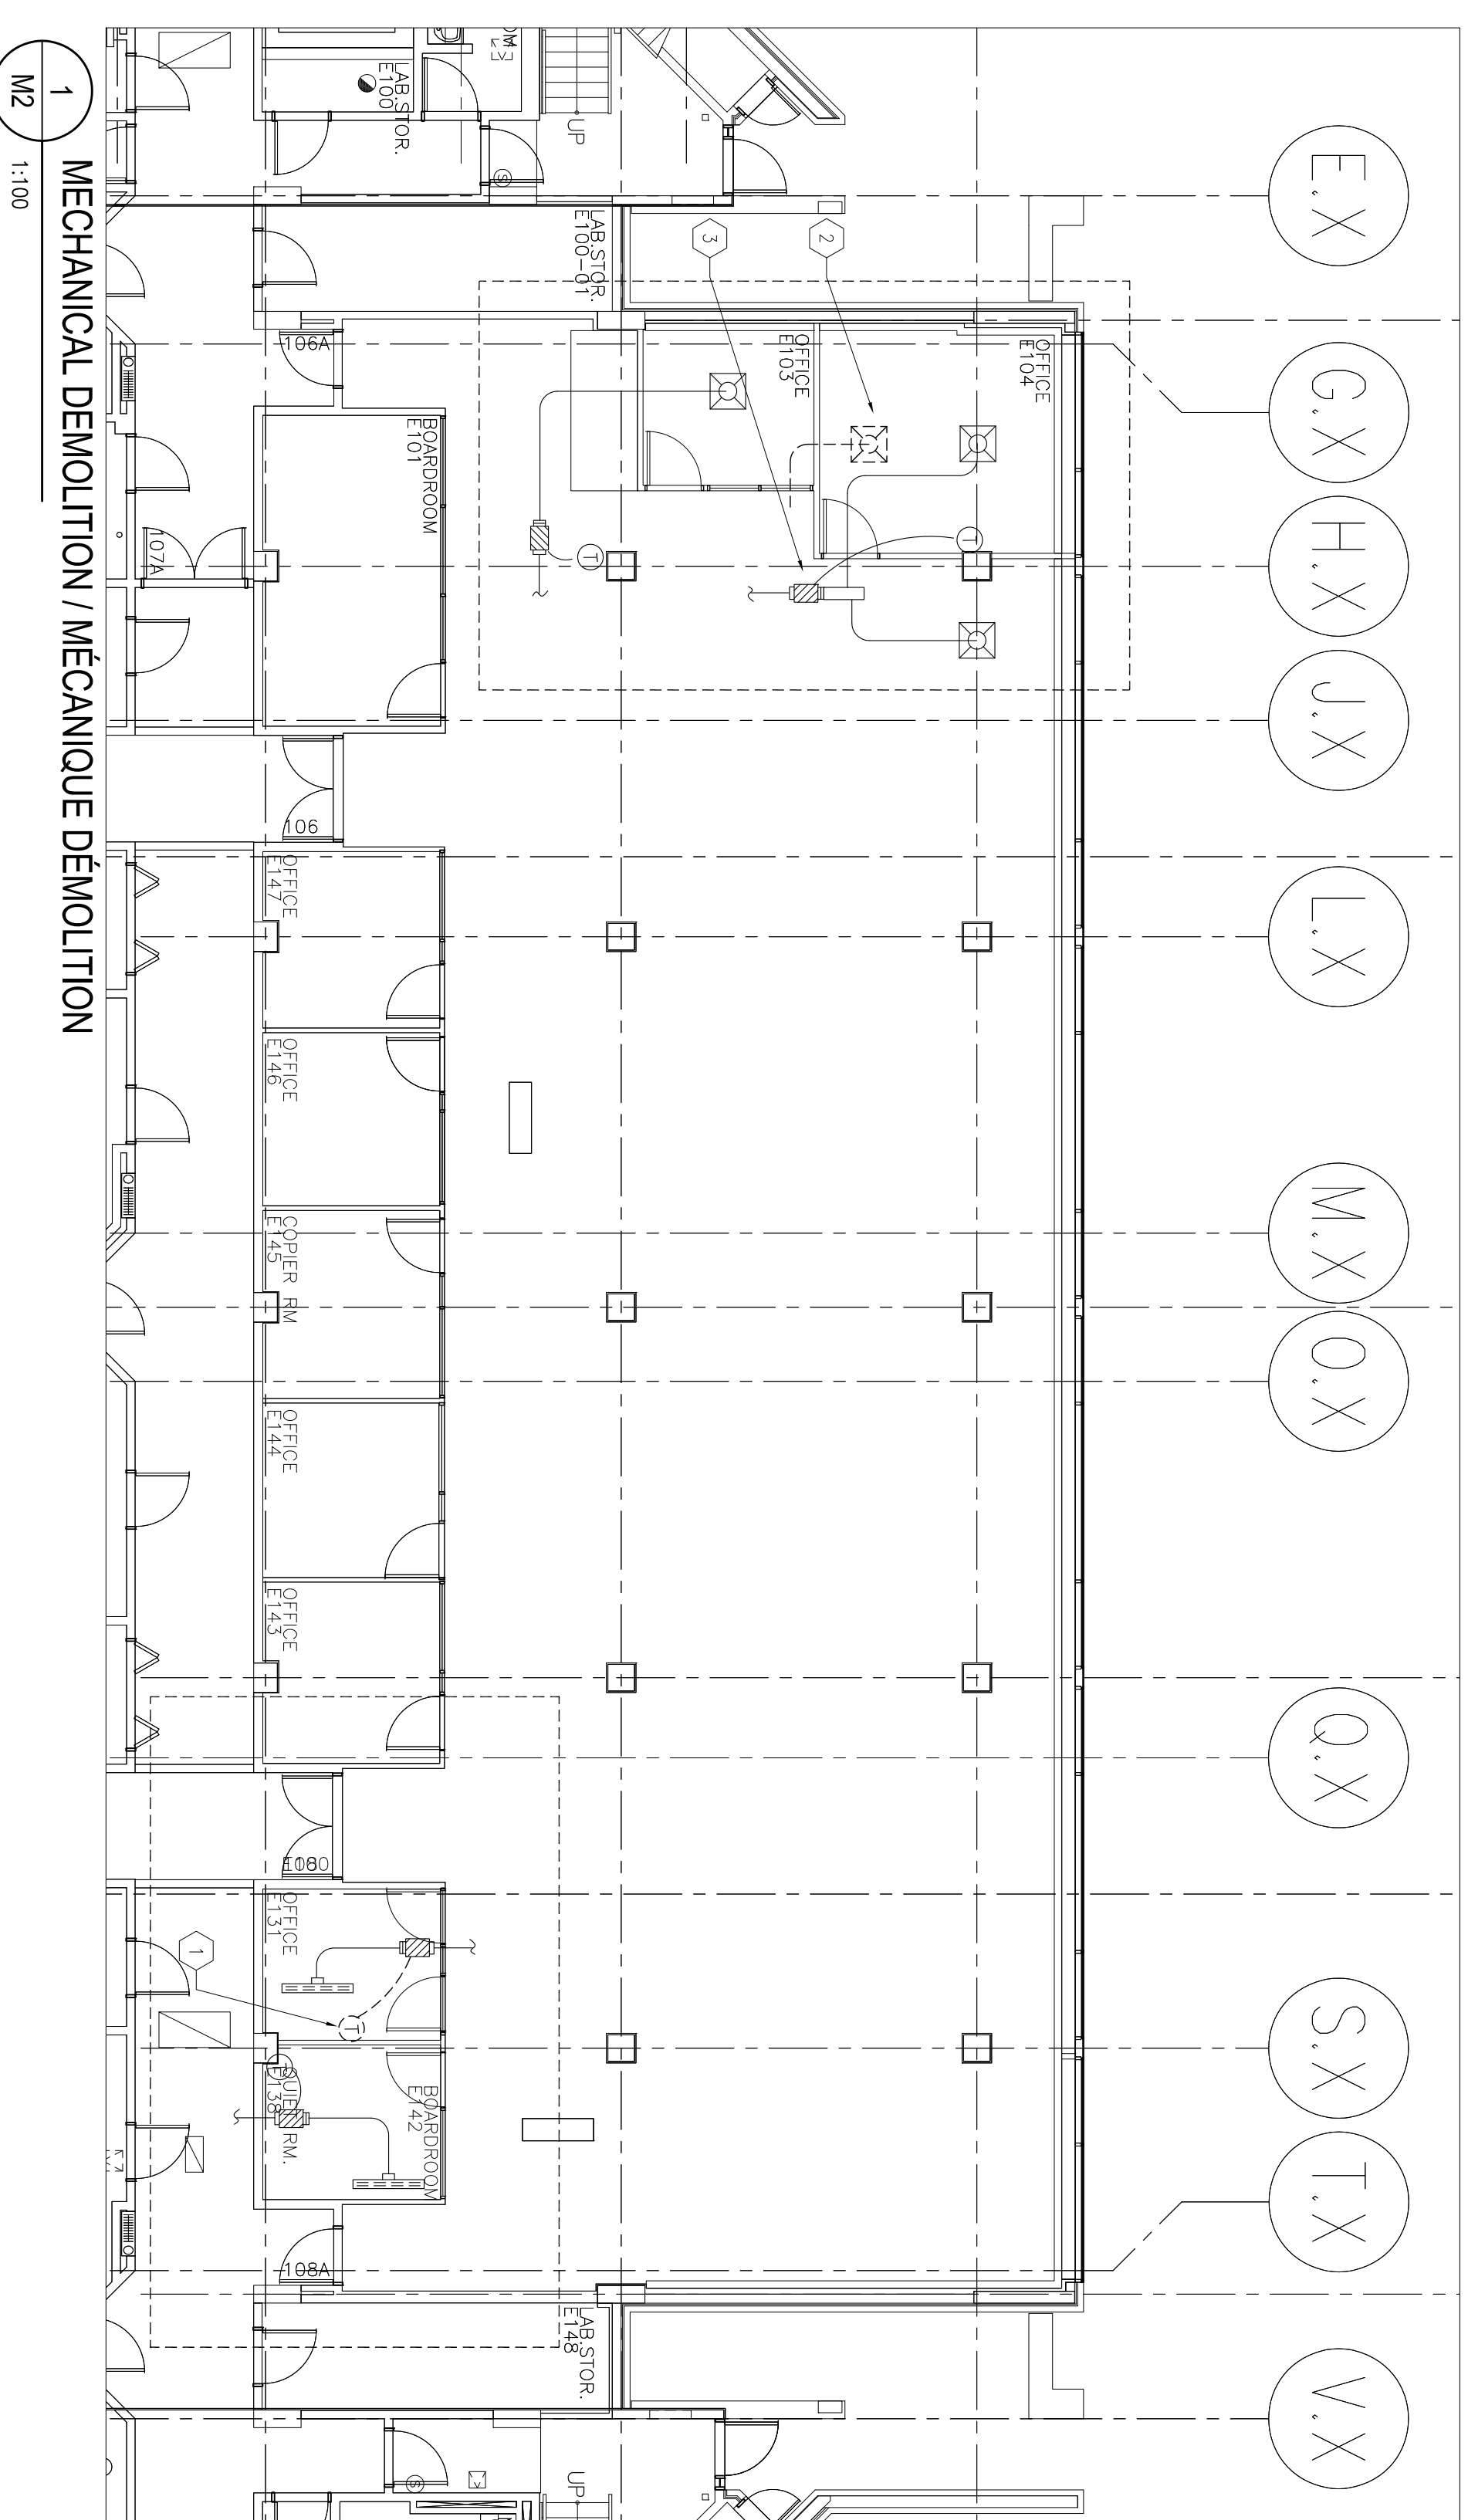 E.X
G.X
H.X
J.X
L.X
M.X
O.X
Q.X
S.X
T.X
V.X
OFFICE
E104
2
OFFICE
E103
3
T
T
UP
LAB.STOR.
E100-01
LAB.STOR.
E148
UP
S
LAB.STOR.
E100
BOARDROOM
E101
BOARDROOM
E142
S
T
106A
106
E180
108A
OFFICE
E147
OFFICE
E146
COPIER RM
E145
OFFICE
E144
OFFICE
E143
OFFICE
E131
QUIET RM.
E138
1
107A
1
M2
MECHANICAL DEMOLITION / MÉCANIQUE DÉMOLITION
1:100